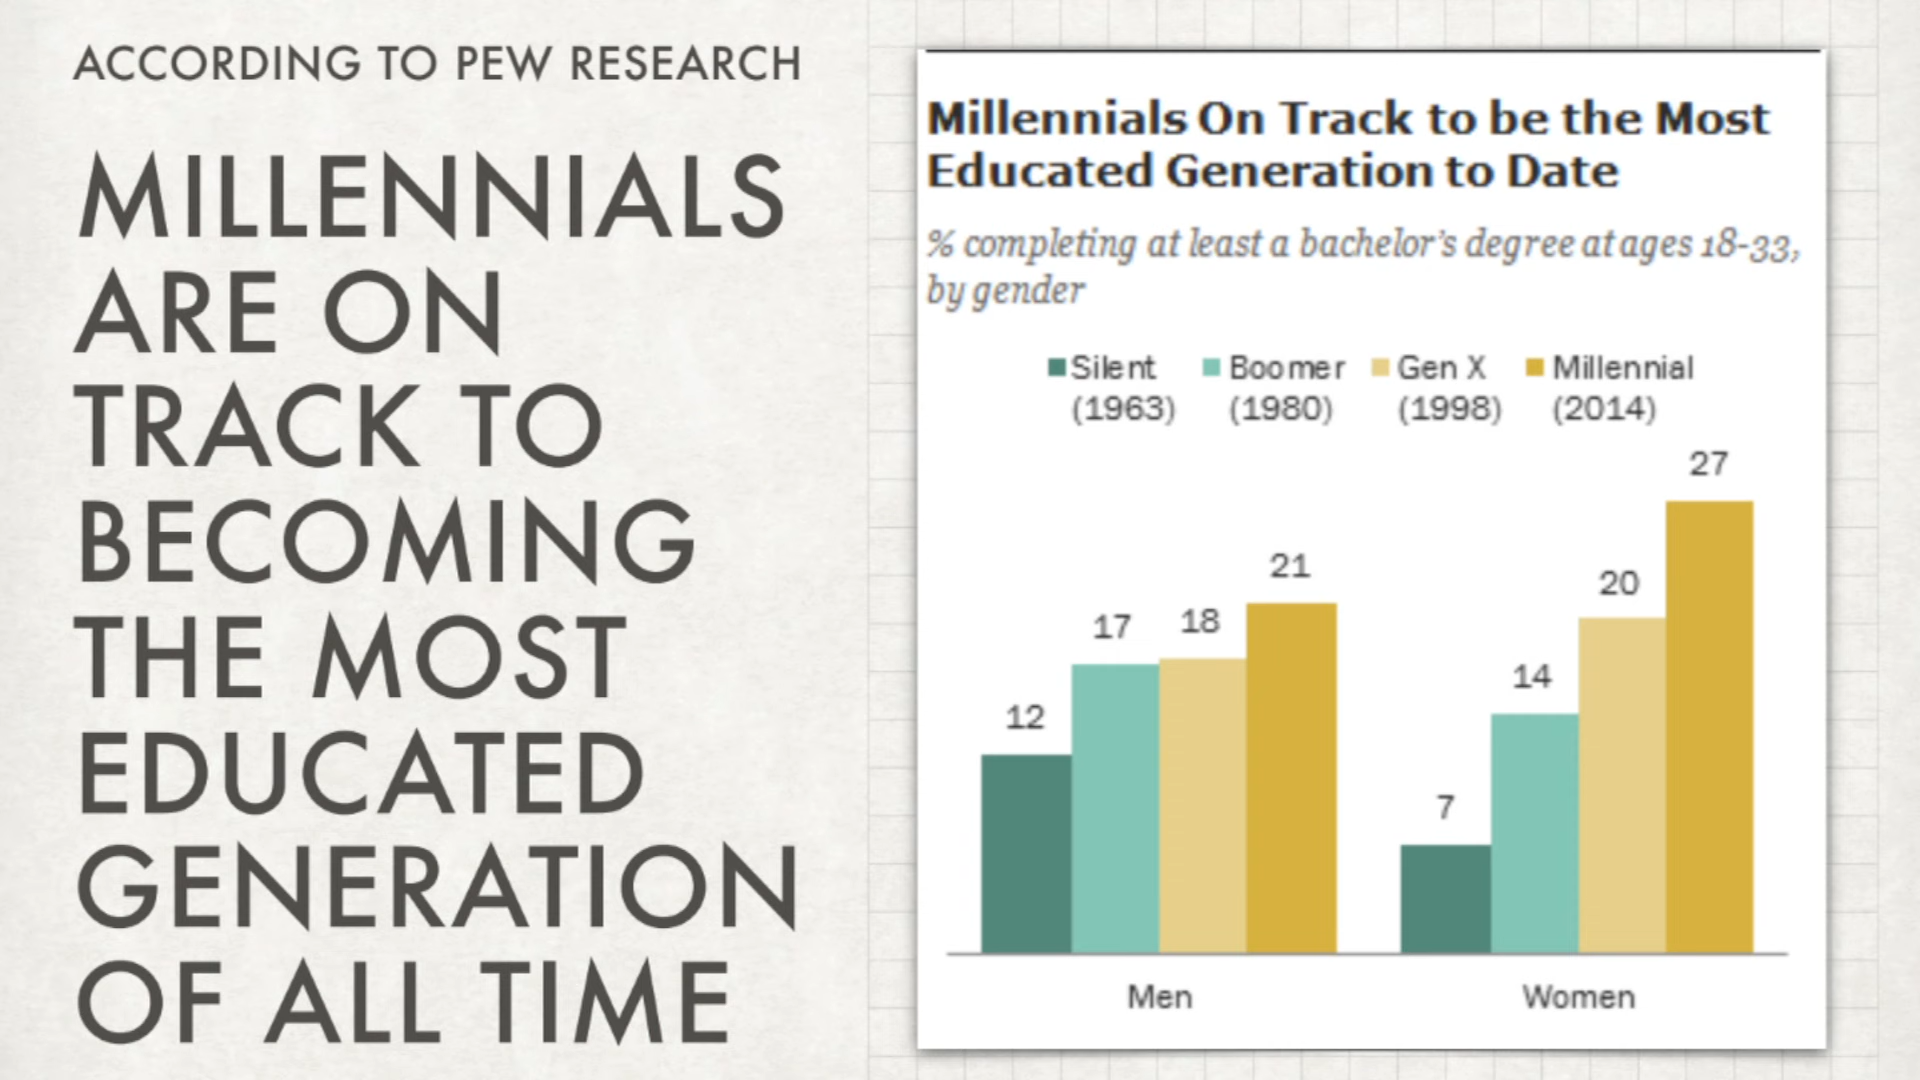 ACCORDING TO PEW RESEARCH
MILLENNIALS
ARE ON
TRACK TO
BECOMING
THE MOST
EDUCATED
GENERATION
OF ALL TIME
Millennials On Track to be the Most
Educated Generation to Date
% completing at least a bachelor's degree at ages 18-33,
by gender
Silent Boomer Gen X Millennial
(1963) (1980) (1998) (2014)
12 17 18 21 7 14 20 27
Men Women